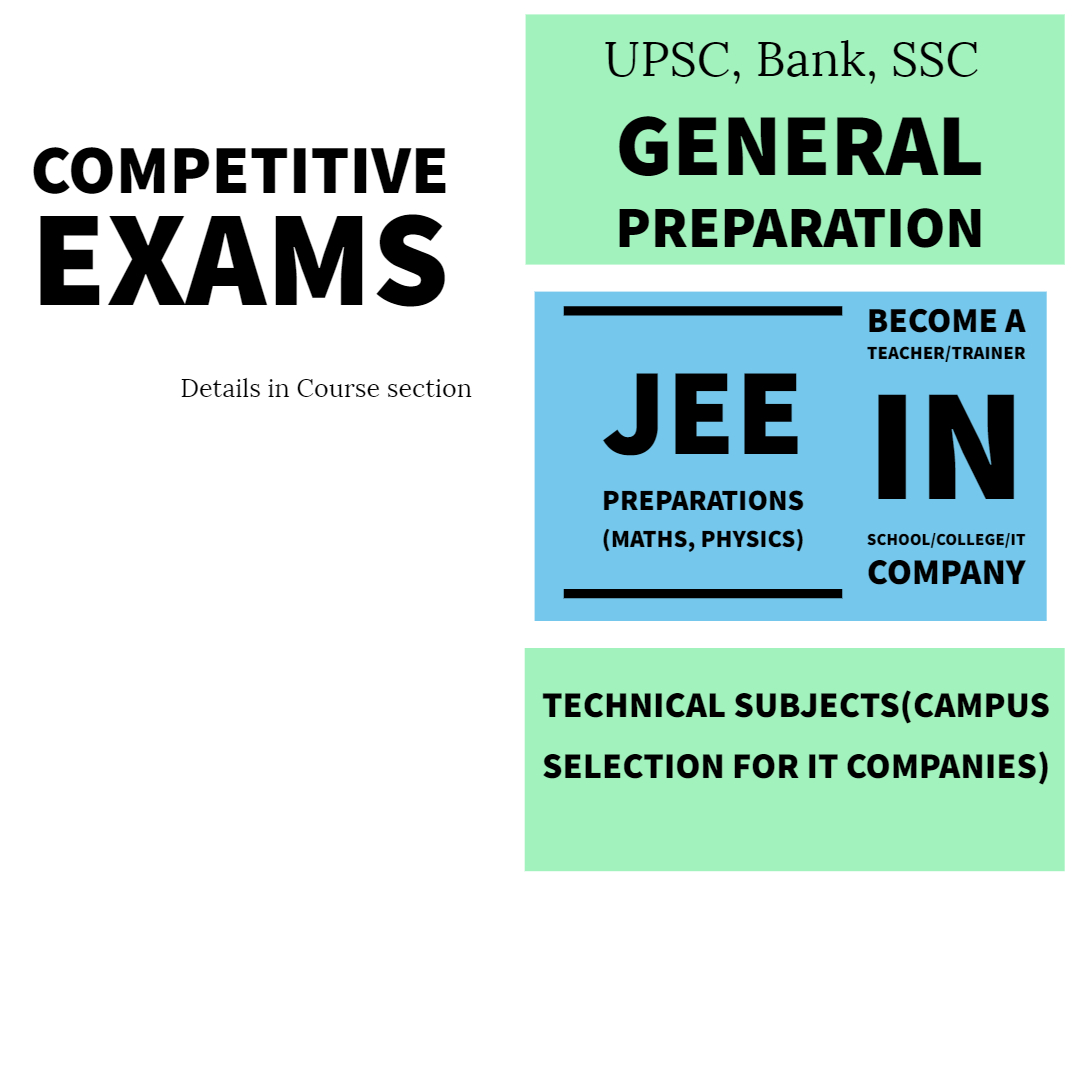 COMPETITIVE
EXAMS
Details in Course section
UPSC, Bank, SSC
GENERAL
PREPARATION
JEE
PREPARATIONS
(MATHS, PHYSICS)
BECOME A
TEACHER/TRAINER
IN
SCHOOL/COLLEGE/IT
COMPANY
TECHNICAL SUBJECTS(CAMPUS
SELECTION FOR IT COMPANIES)